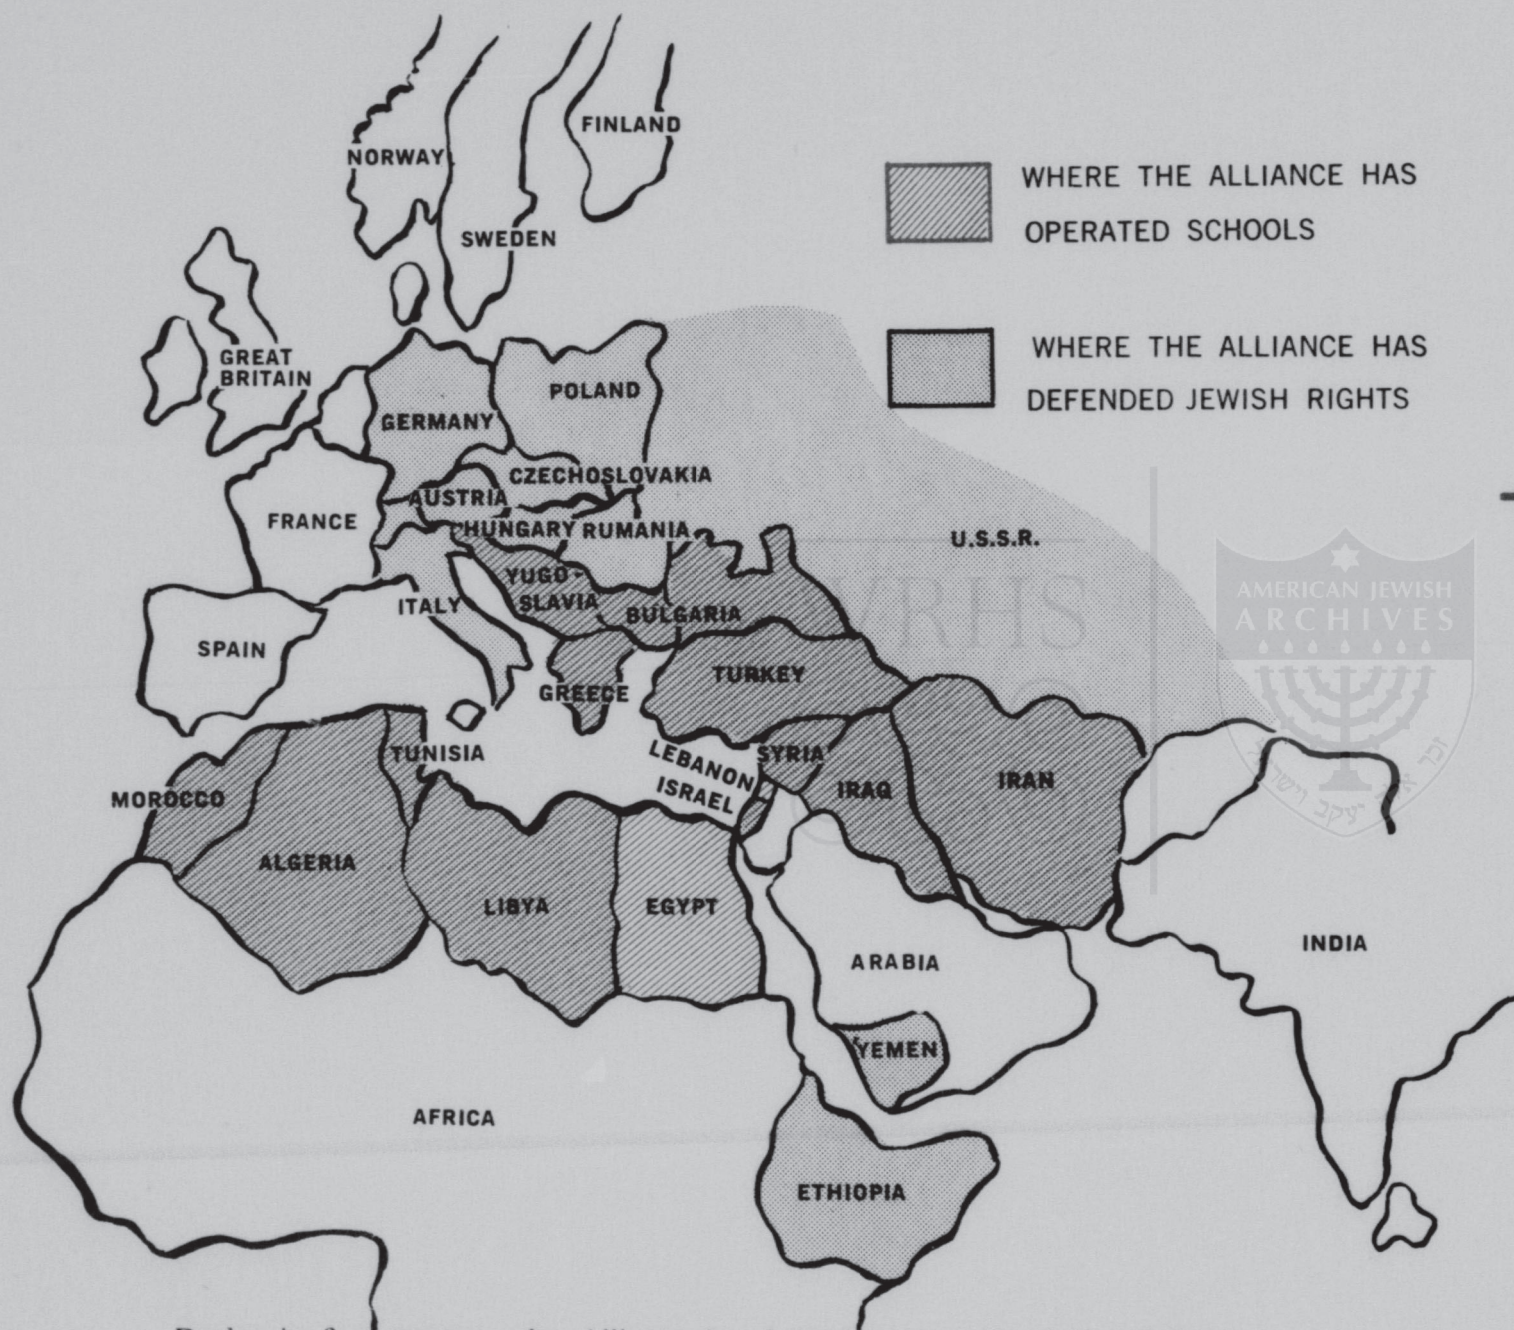 FINLAND
NORWAY
SWEDEN
WHERE THE ALLIANCE HAS
OPERATED SCHOOLS
WHERE THE ALLIANCE HAS
DEFENDED JEWISH RIGHTS
GREAT
BRITAIN
POLAND
GERMANY
CZECHOSLOVAKIA
AUSTRIA
FRANCE
HUNGARY
RUMANIA
U.S.S.R.
YUGO-
SLAVIA
ITALY
BULGARIA
SPAIN
TURKEY
GREECE
TUNISIA
LEBANON
SYRIA
ISRAEL
IRAQ
IRAN
MOROCCO
ALGERIA
LIBYA
EGYPT
ARABIA
INDIA
YEMEN
AFRICA
ETHIOPIA
AMERICAN JEWISH
ARCHIVES